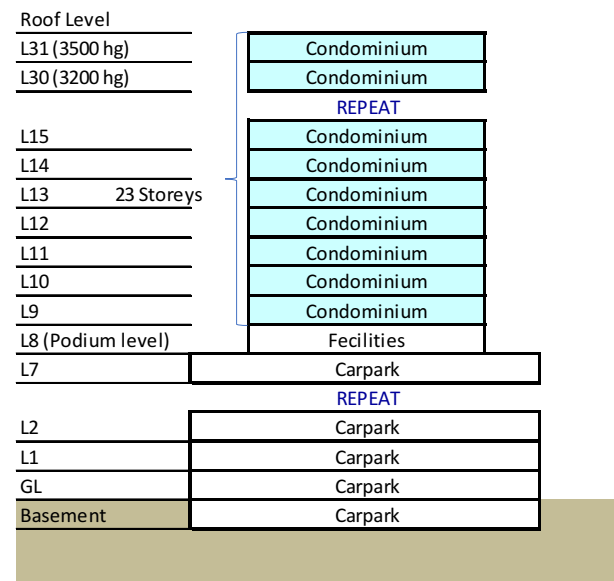 Roof Level
L31 (3500 hg) Condominium
L30 (3200 hg) Condominium
REPEAT
L15 Condominium
L14 Condominium
L13 23 Storeys Condominium
L12 Condominium
L11 Condominium
L10 Condominium
L9 Condominium
L8 (Podium level) Fecilities
L7 Carpark
REPEAT
L2 Carpark
L1 Carpark
GL Carpark
Basement Carpark